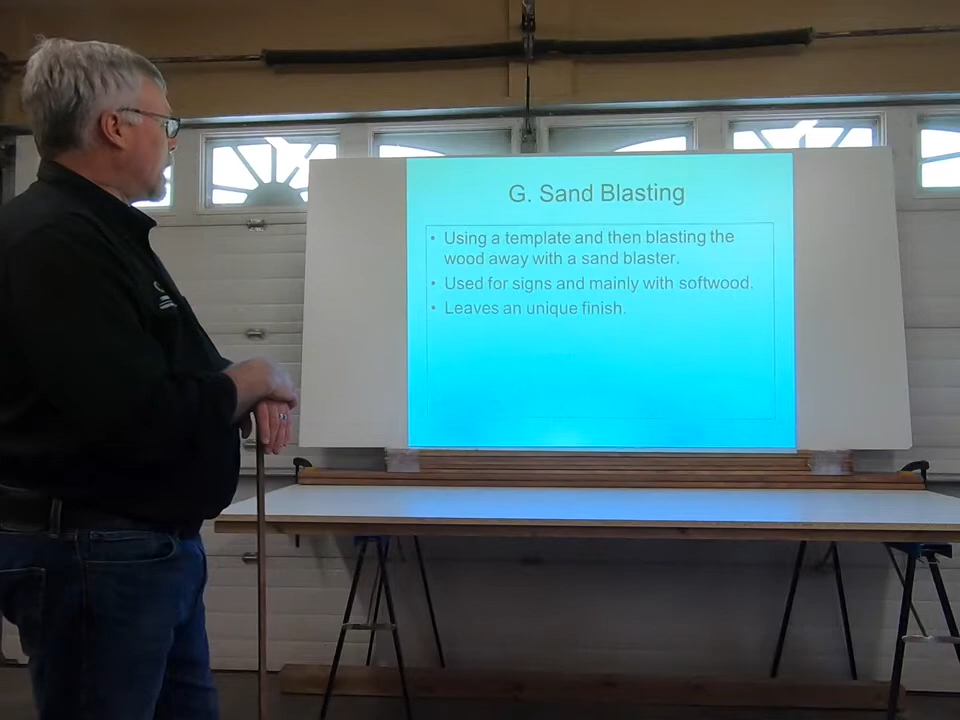 G. Sand Blasting
• Using a template and then blasting the
wood away with a sand blaster.
• Used for signs and mainly with softwood.
• Leaves an unique finish.